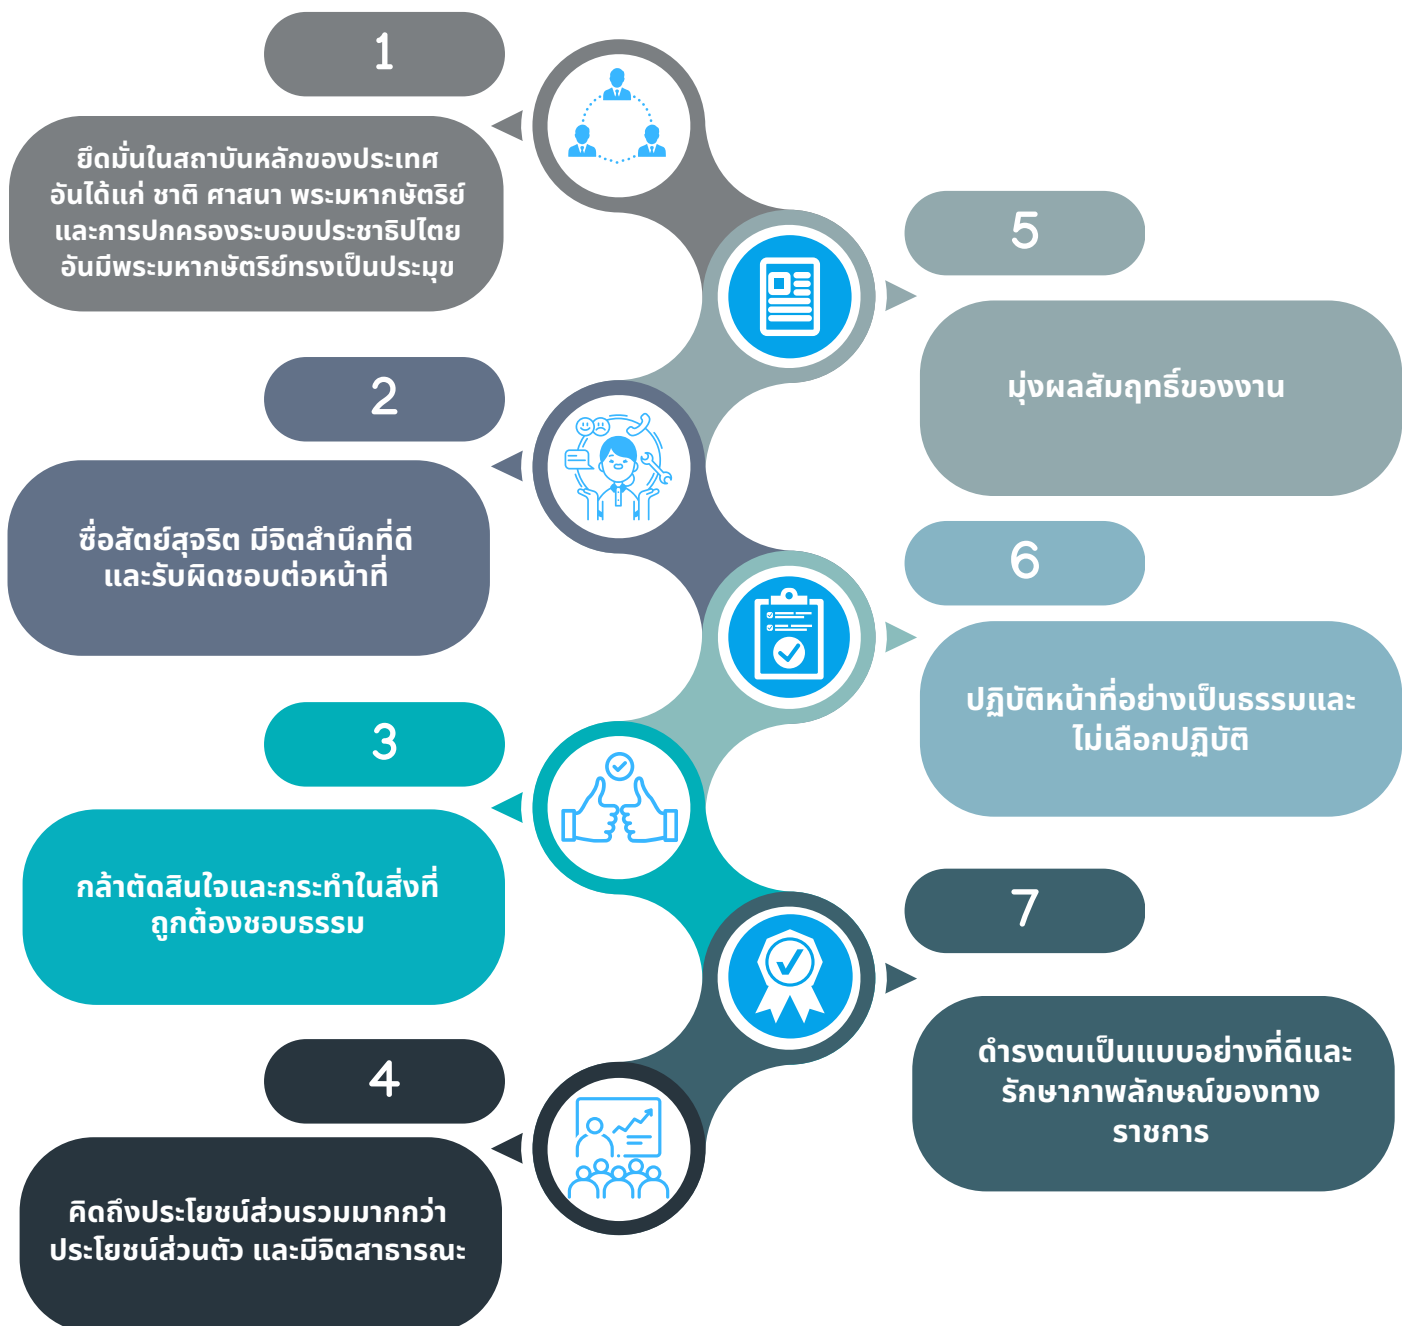 1
ยึดมั่นในสถาบันหลักของประเทศ
อันได้แก่ ชาติ ศาสนา พระมหากษัตริย์
และการปกครองระบอบประชาธิปไตย
อันมีพระมหากษัตริย์ทรงเป็นประมุข
2
ซื่อสัตย์สุจริต มีจิตสำนึกที่ดี
และรับผิดชอบต่อหน้าที่
3
กล้าตัดสินใจและกระทำในสิ่งที่
ถูกต้องชอบธรรม
4
คิดถึงประโยชน์ส่วนรวมมากกว่า
ประโยชน์ส่วนตัว และมีจิตสาธารณะ
5
มุ่งผลสัมฤทธิ์ของงาน
6
ปฏิบัติหน้าที่อย่างเป็นธรรมและ
ไม่เลือกปฏิบัติ
7
ดำรงตนเป็นแบบอย่างที่ดีและ
รักษาภาพลักษณ์ของทาง
ราชการ